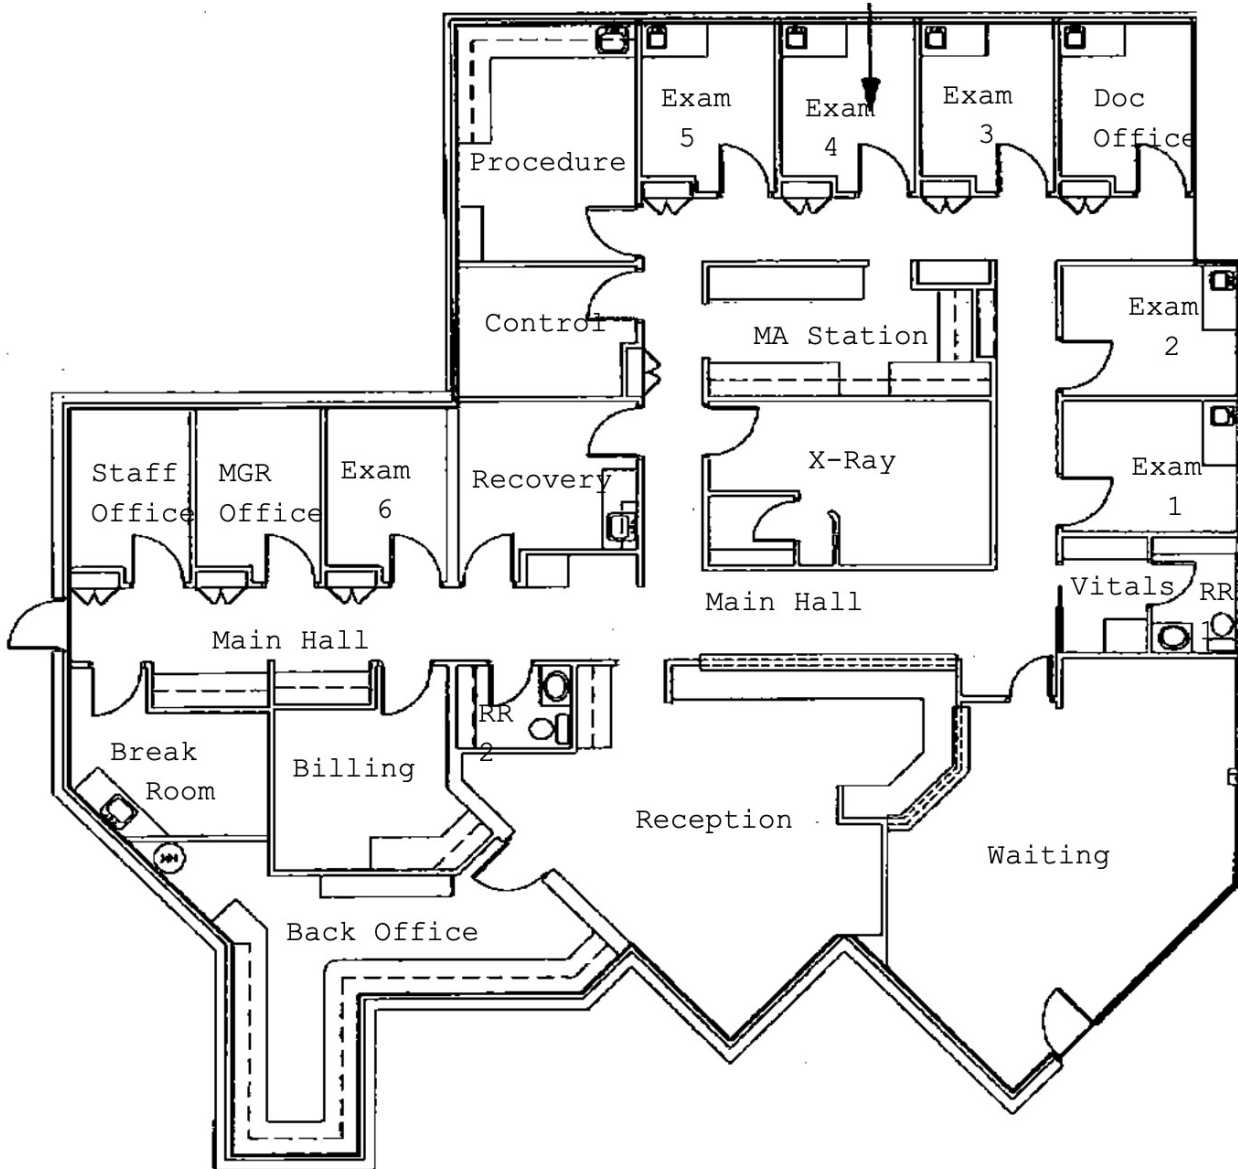 Exam
5
Exam
4
Exam
3
Doc
Office
Procedure
Control
MA Station
Exam
2
Staff
Office
MGR
Office
Exam
6
Recovery
X-Ray
Exam
1
Main Hall
Main Hall
Vitals
RR
1
Break
Room
Billing
RR
2
Reception
Waiting
Back Office